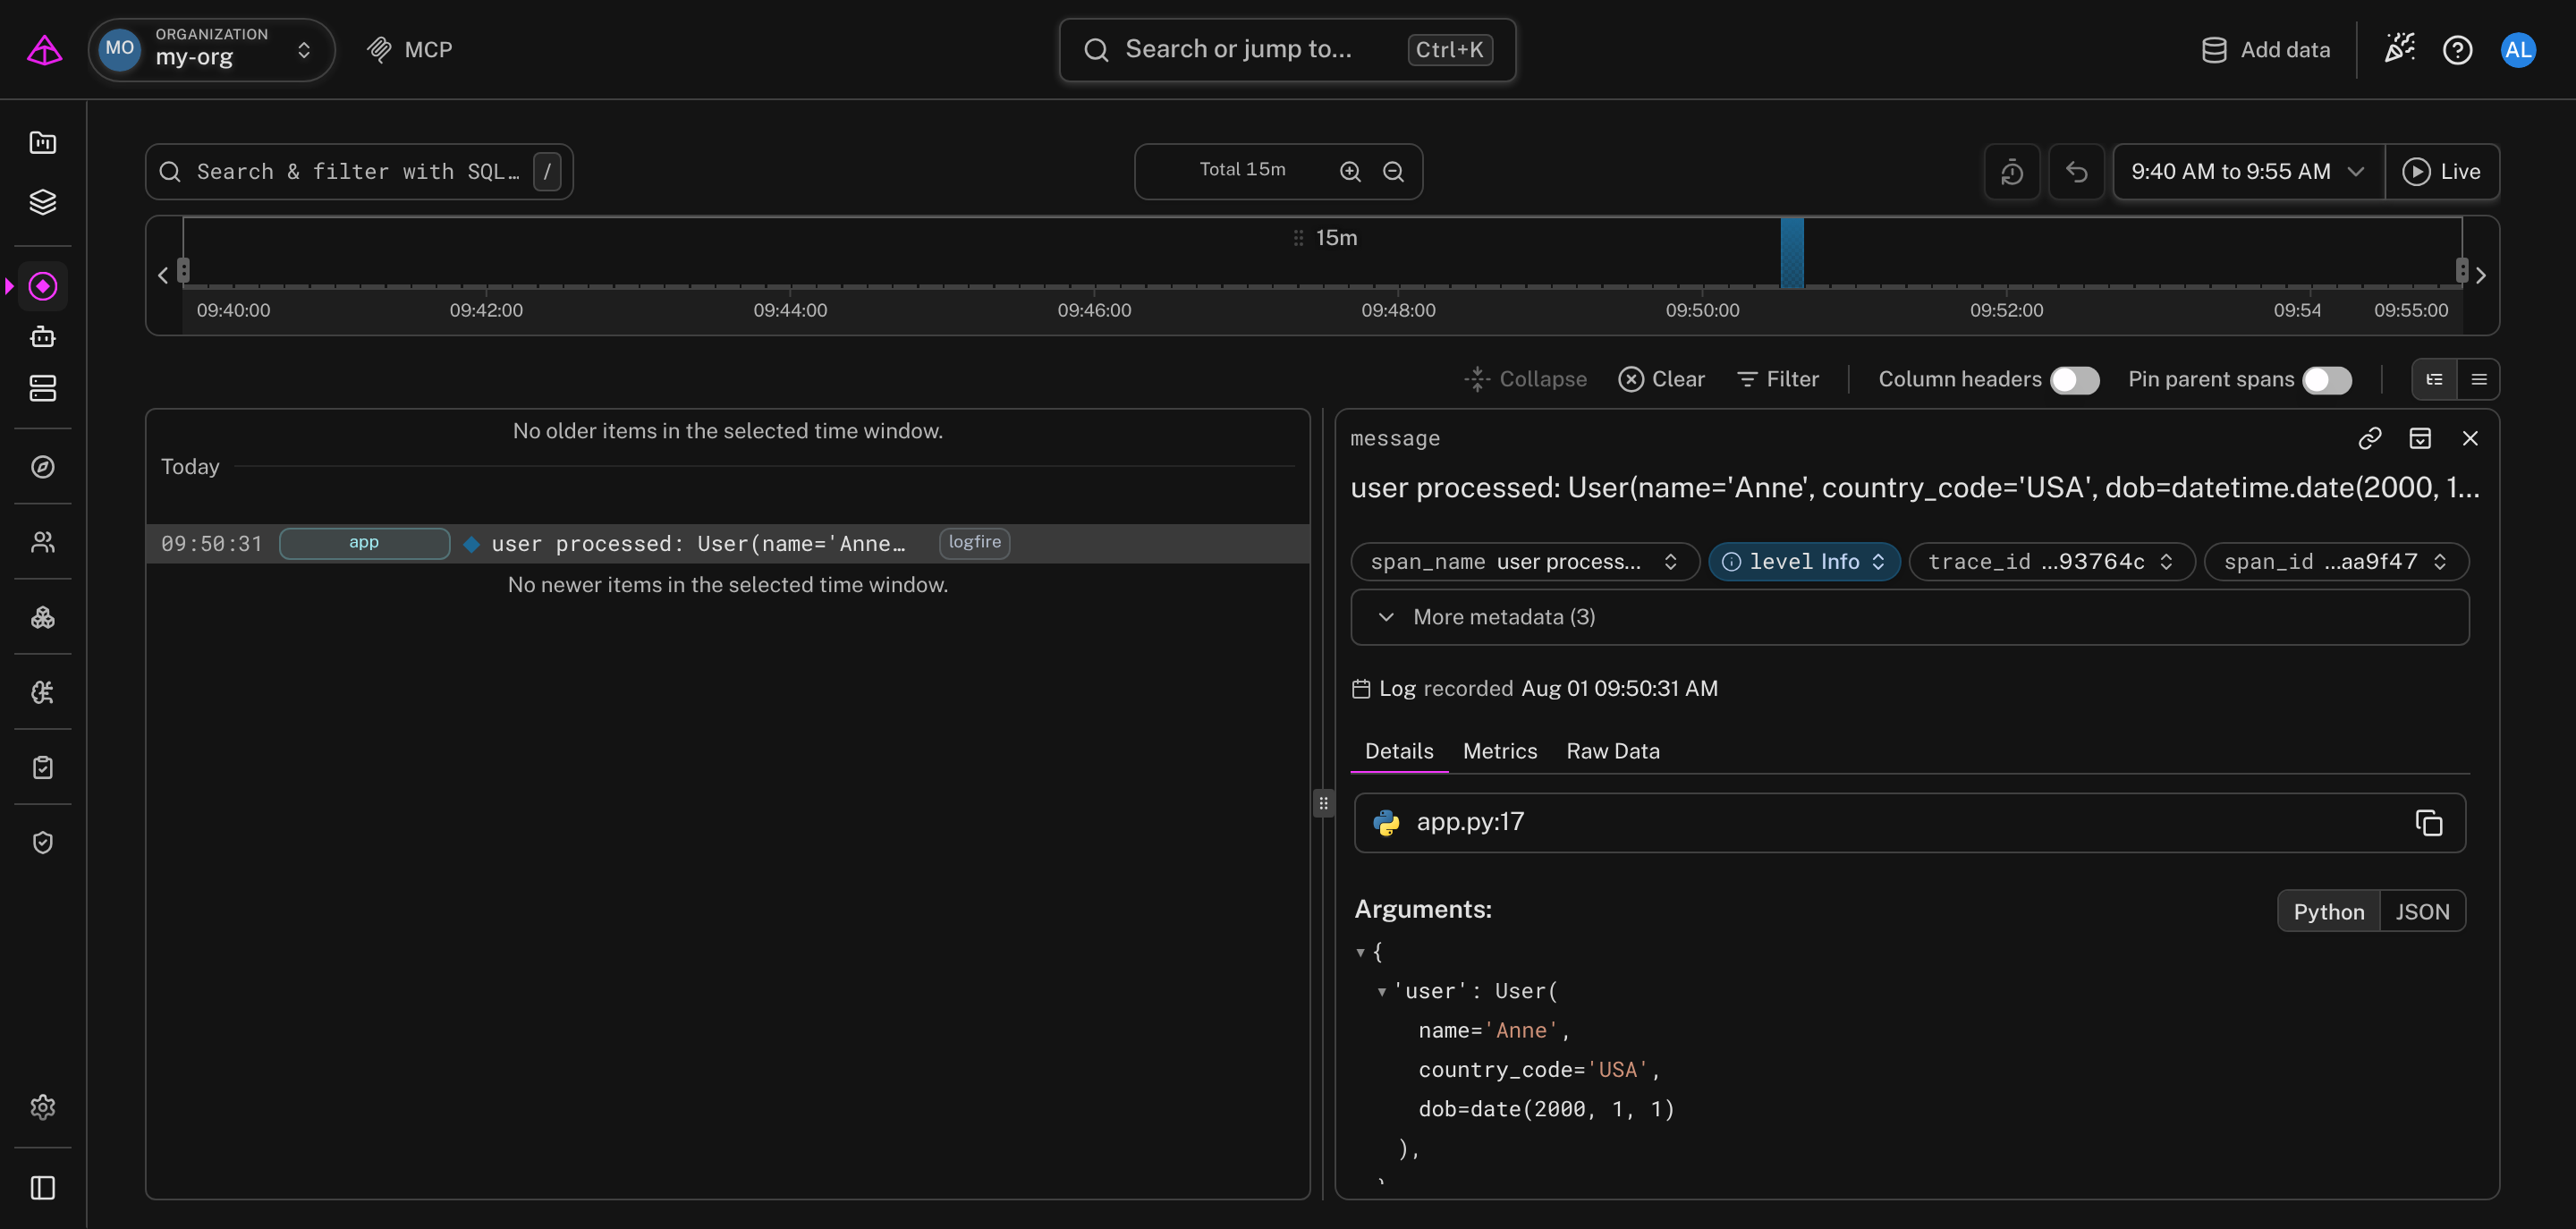 MO
ORGANIZATION
my-org
MCP
Search or jump to...
Ctrl+K
Add data
AL
Search & filter with SQL…
/
Total 15m
9:40 AM to 9:55 AM
Live
15m
09:40:00
09:42:00
09:44:00
09:46:00
09:48:00
09:50:00
09:52:00
09:54
09:55:00
Collapse
Clear
Filter
Column headers
Pin parent spans
No older items in the selected time window.
Today
09:50:31
app
user processed: User(name='Anne…
logfire
No newer items in the selected time window.
message
user processed: User(name='Anne', country_code='USA', dob=datetime.date(2000, 1...
span_name user process...
level Info
trace_id ...93764c
span_id ...aa9f47
More metadata (3)
Log recorded Aug 01 09:50:31 AM
Details
Metrics
Raw Data
app.py:17
Arguments:
Python
JSON
{
'user': User(
name='Anne',
country_code='USA',
dob=date(2000, 1, 1)
),
}